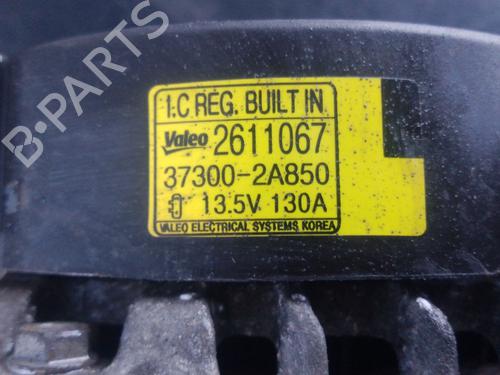 I.C REG. BUILT IN
Valeo 2611067
37300-2A850
13.5V 130A
VALEO ELECTRICAL SYSTEMS KOREA
B-PARTS